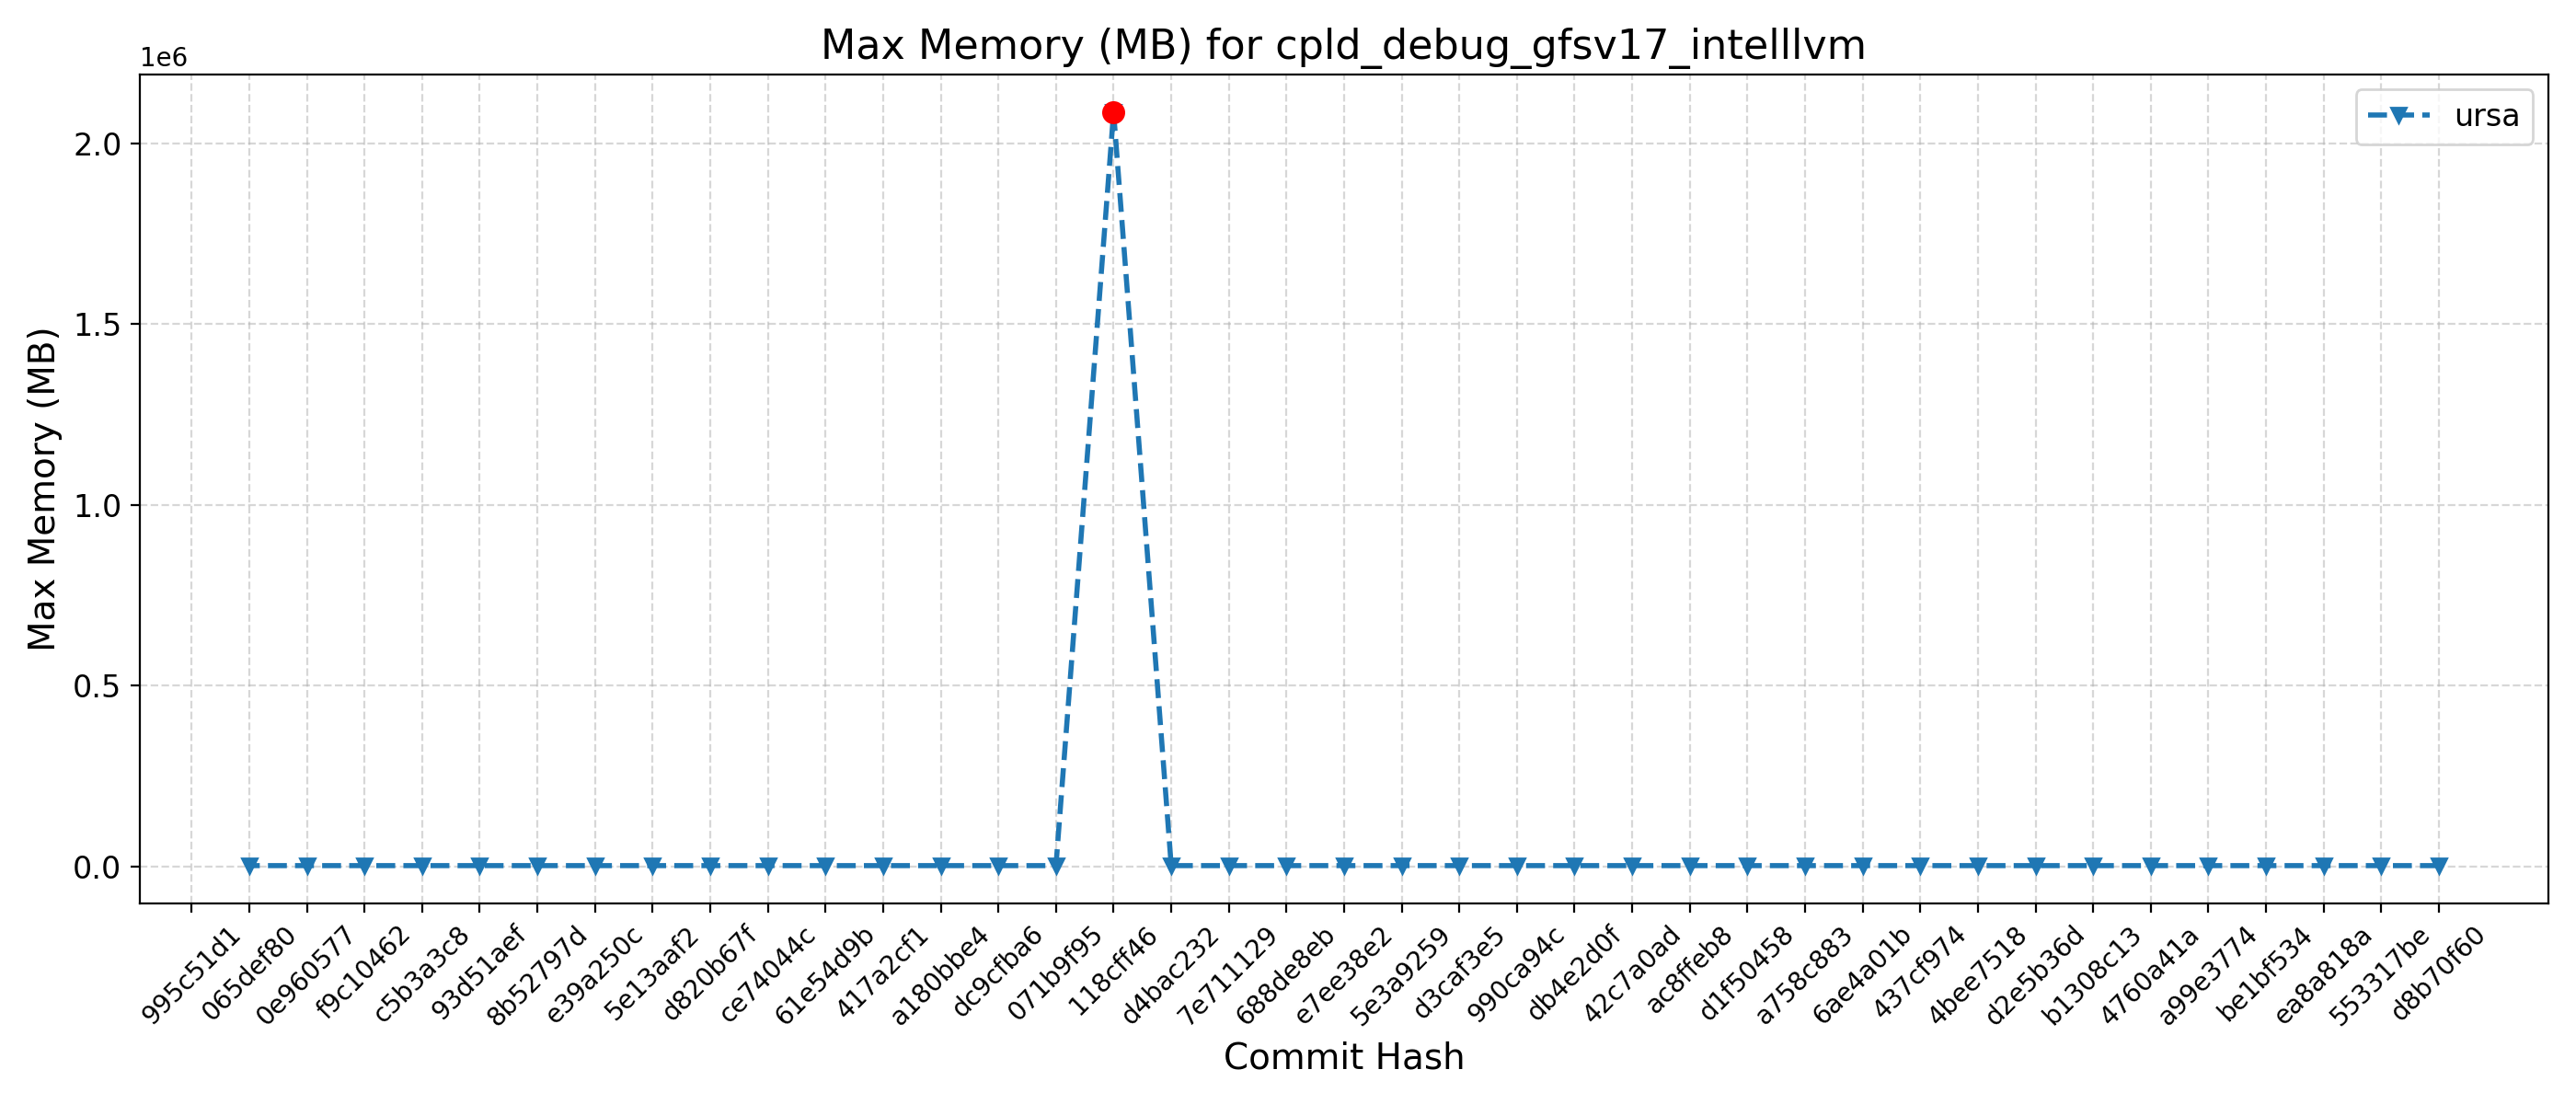 Max Memory (MB) for cpld_debug_gfsv17_intelllvm
1e6
ursa
2.0
1.5
1.0
0.5
0.0
Max Memory (MB)
995c51d1
065def80
0e960577
f9c10462
c5b3a3c8
93d51aef
8b52797d
e39a250c
5e13aaf2
d820b67f
ce74044c
61e54d9b
417a2cf1
a180bbe4
dc9cfba6
071b9f95
118cff46
d4bac232
7e711129
688de8eb
e7ee38e2
5e3a9259
d3caf3e5
990ca94c
db4e2d0f
42c7a0ad
ac8ffeb8
d1f50458
a758c883
6ae4a01b
437cf974
4bee7518
d2e5b36d
b1308c13
4760a41a
a99e3774
be1bf534
ea8a818a
553317be
d8b70f60
Commit Hash